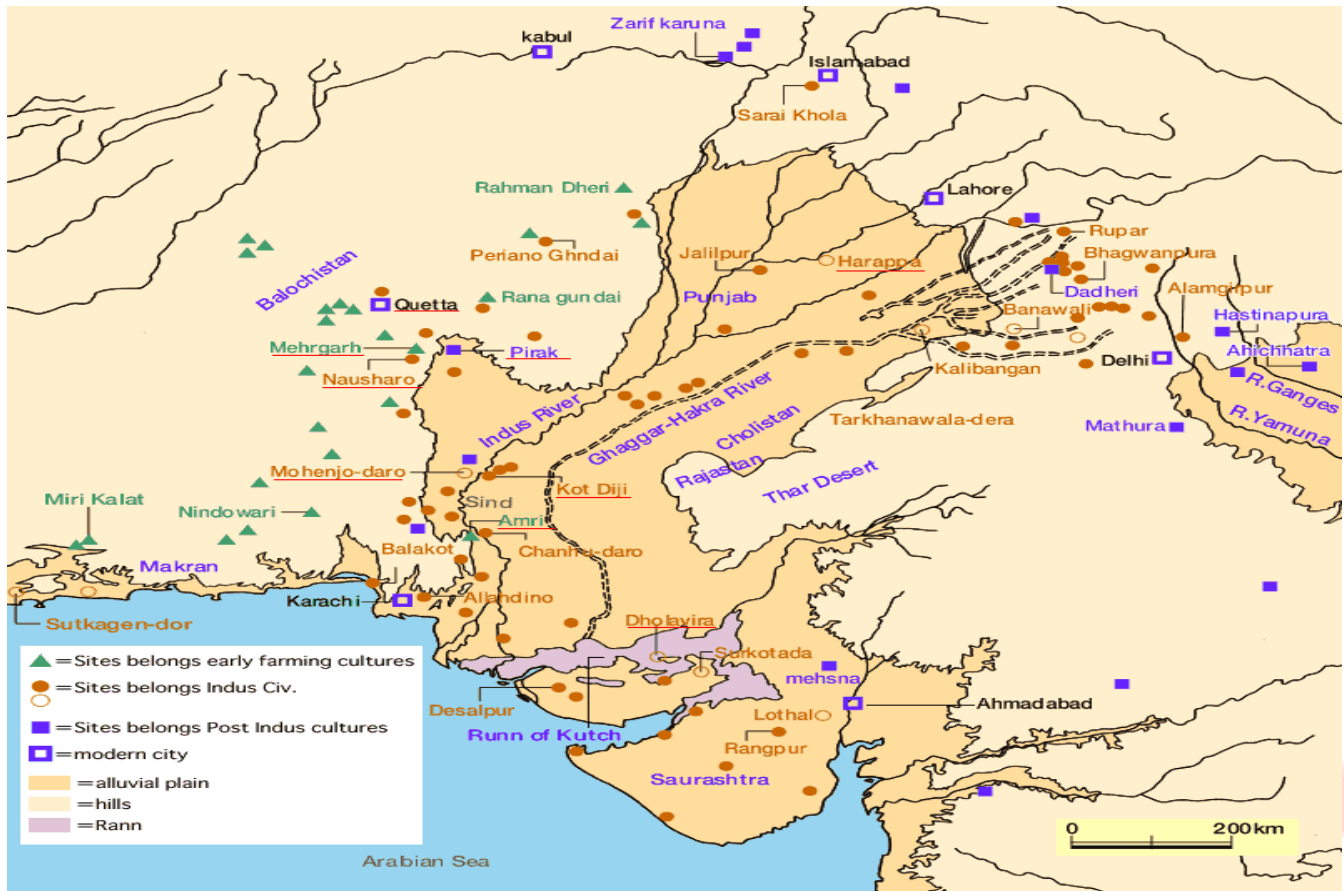 Zarif karuna
kabul
Islamabad
Sarai Khola
Rahman Dheri
Lahore
Rupar
Periano Ghndai
Jalilpur
Harappa
Bhagwanpura
Balochistan
Punjab
Dadheri
Alamgirpur
Quetta
Rana gundai
Banawali
Hastinapura
Mehrgarh
Pirak
Delhi
Ahichhatra
Nausharo
Kalibangan
R.Ganges
Indus River
Ghaggar-Hakra River
Cholistan
Tarkhanawala-dera
R.Yamuna
Mathura
Mohenjo-daro
Rajastan
Thar Desert
Kot Diji
Miri Kalat
Sind
Nindowari
Amri
Balakot
Chanhu-daro
Makran
Karachi
Allahdino
Sutkagen-dor
Dholavira
Surkotada
mehsna
Desalpur
Lothal
Ahmadabad
Runn of Kutch
Rangpur
Saurashtra
=Sites belongs early farming cultures
=Sites belongs Indus Civ.
=Sites belongs Post Indus cultures
=modern city
=alluvial plain
=hills
=Rann
0 200km
Arabian Sea